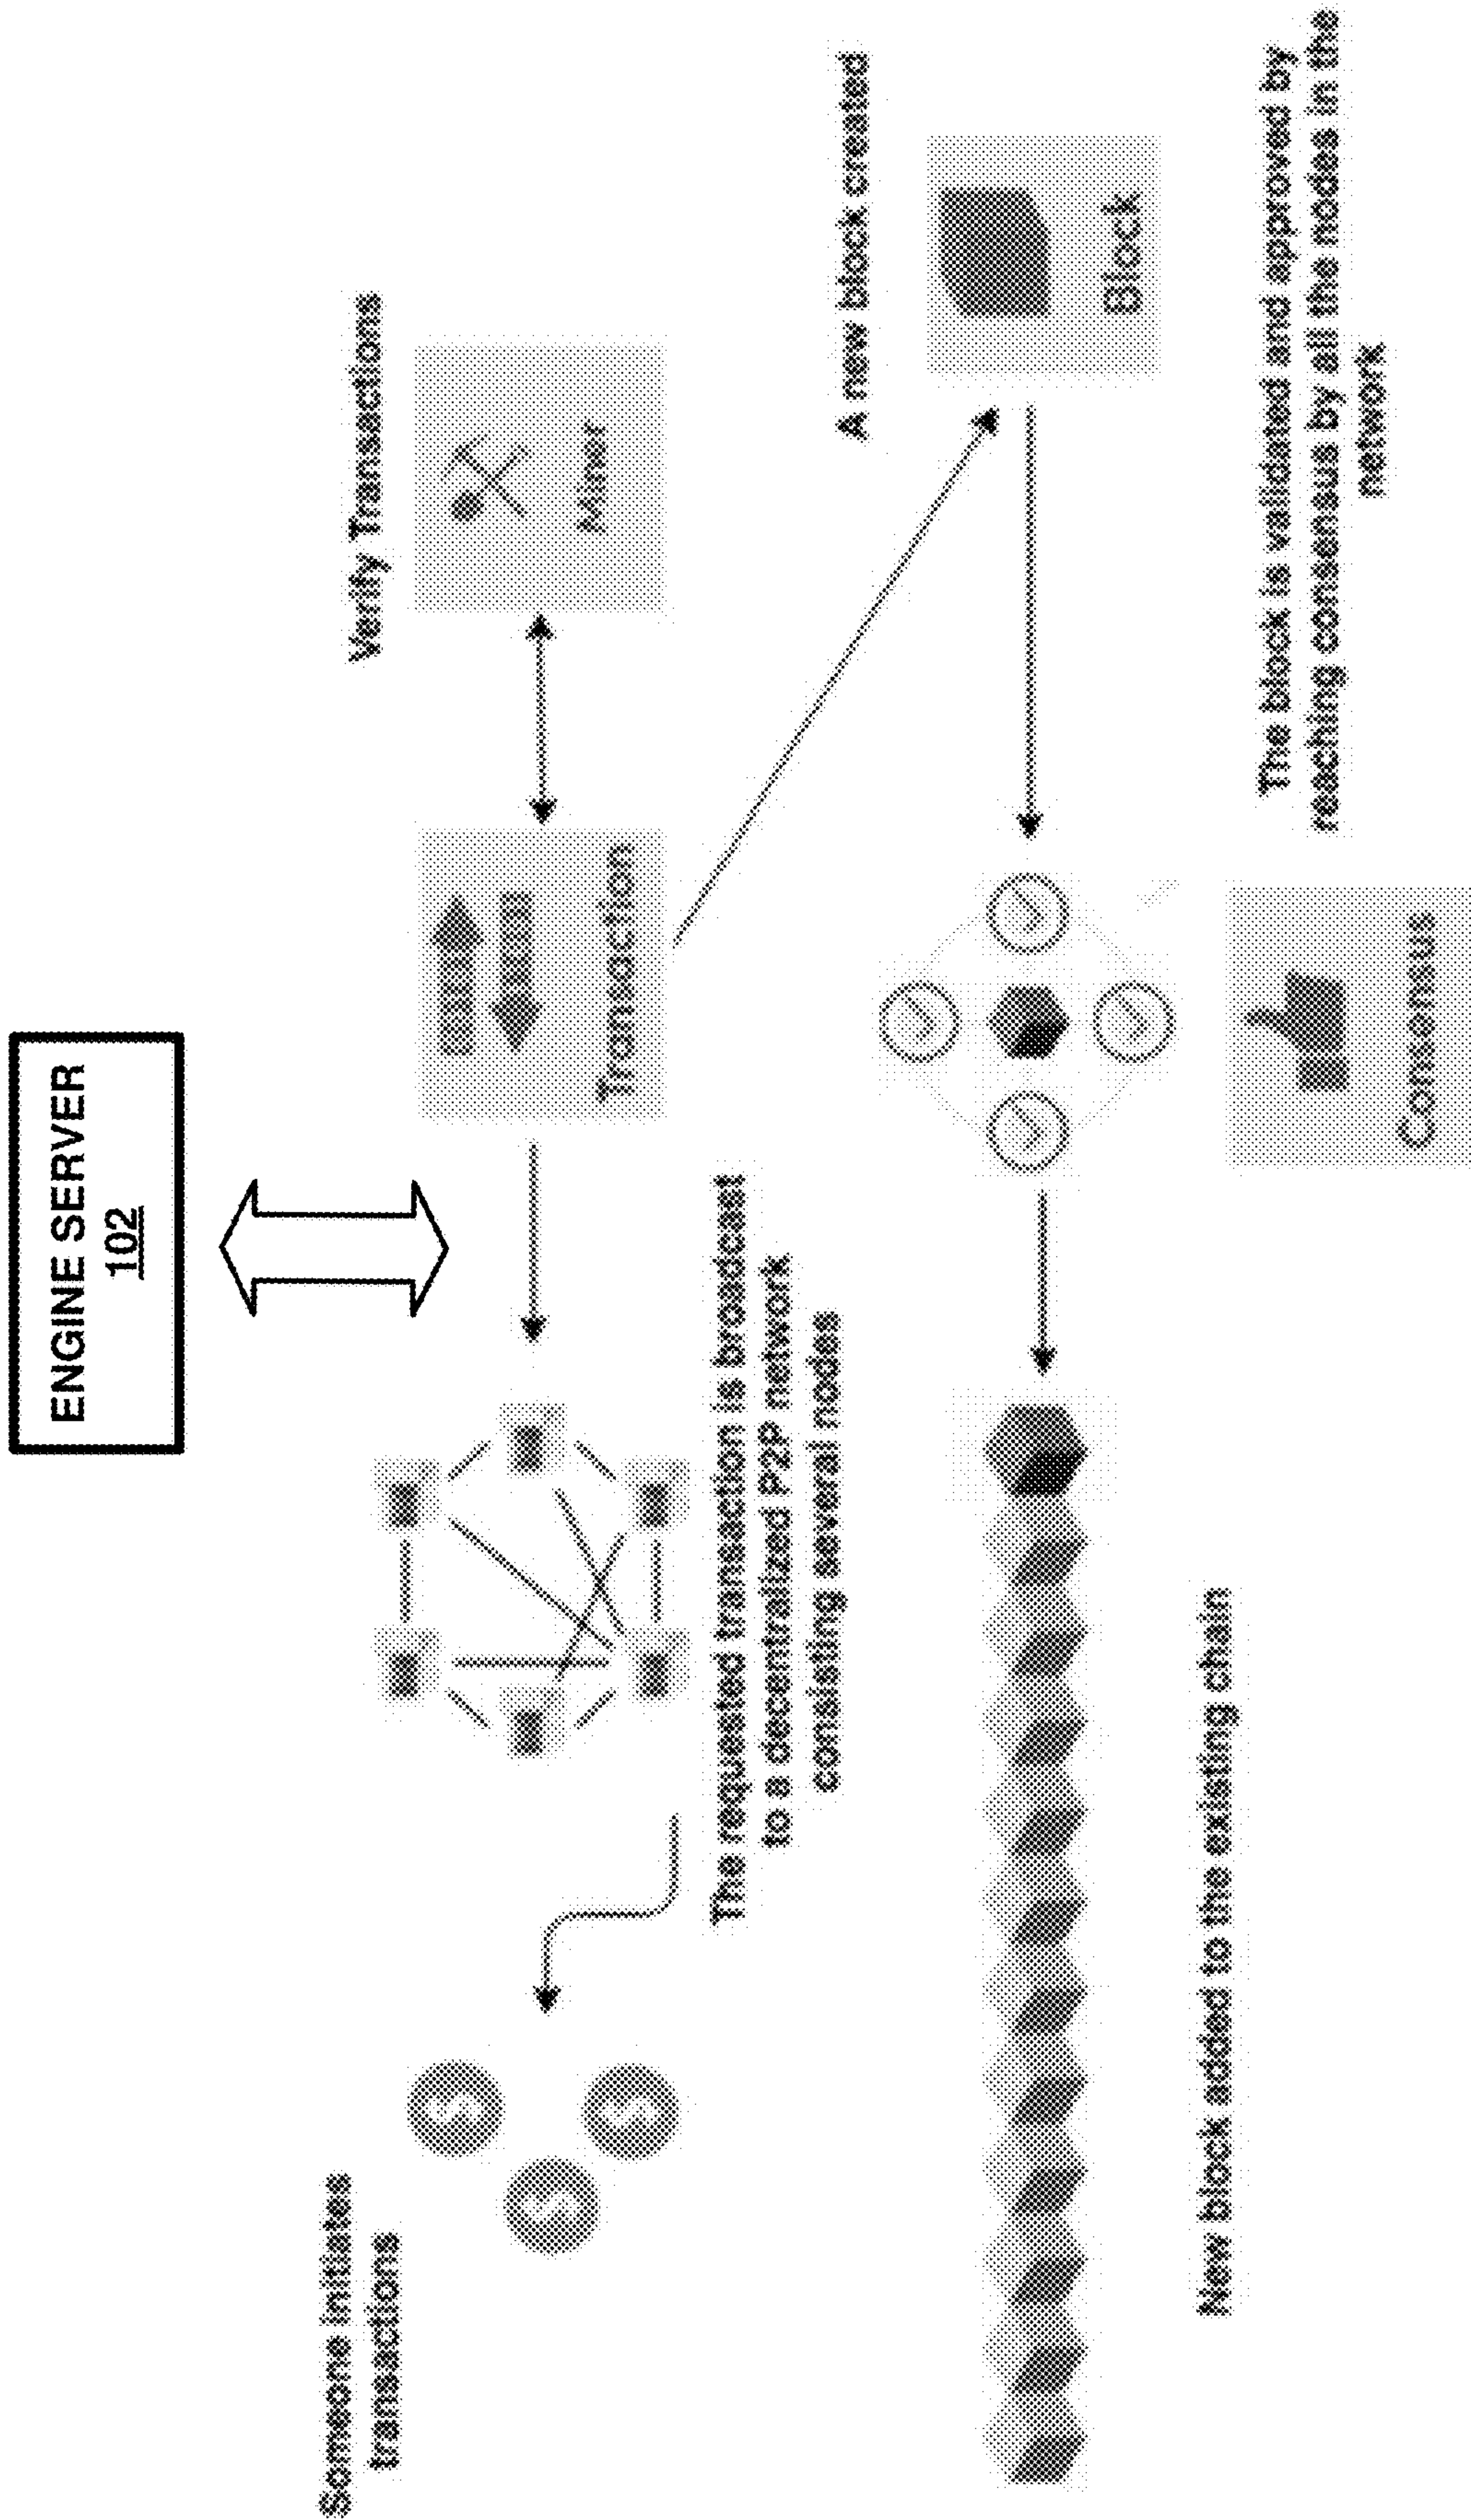 ENGINE SERVER
102
Someone initiates
transactions
The requested transaction is broadcast
to a decentralized P2P network
consisting several nodes
Transaction
Verify Transactions
Miner
A new block created
Block
New block added to the existing chain
Consensus
The block is validated and approved by
reaching consensus by all the nodes in the
network